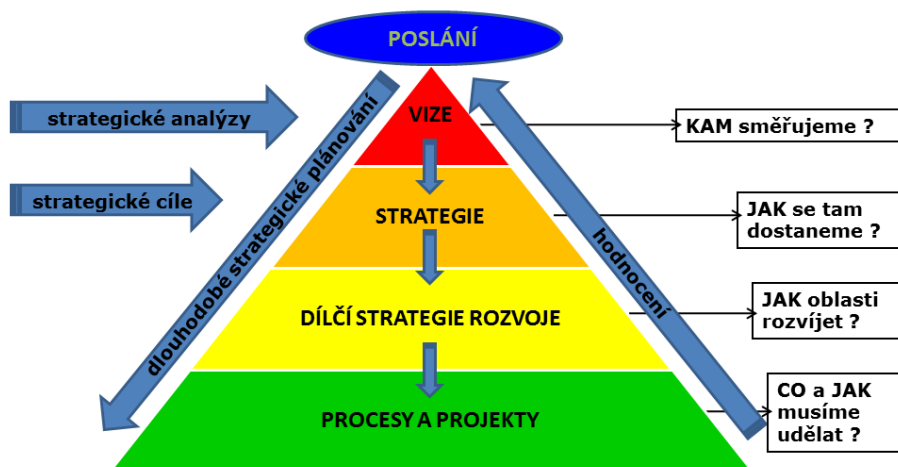 POSLÁNÍ
strategické analýzy
VIZE
KAM směřujeme ?
strategické cíle
dlouhodobé strategické plánování
STRATEGIE
hodnocení
JAK se tam
dostaneme ?
DÍLČÍ STRATEGIE ROZVOJE
JAK oblasti
rozvíjet ?
PROCESY A PROJEKTY
CO a JAK
musíme
udělat ?